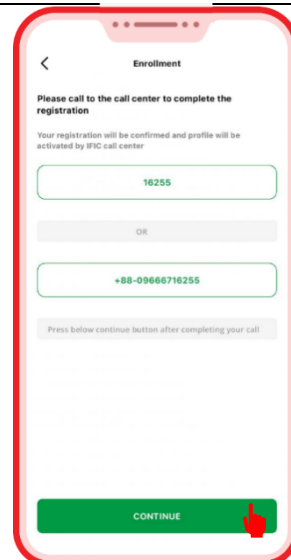 Enrollment
Please call to the call center to complete the
registration
Your registration will be confirmed and profile will be
activated by IFIC call center
16255
OR
+88-09666716255
Press below continue button after completing your call
CONTINUE